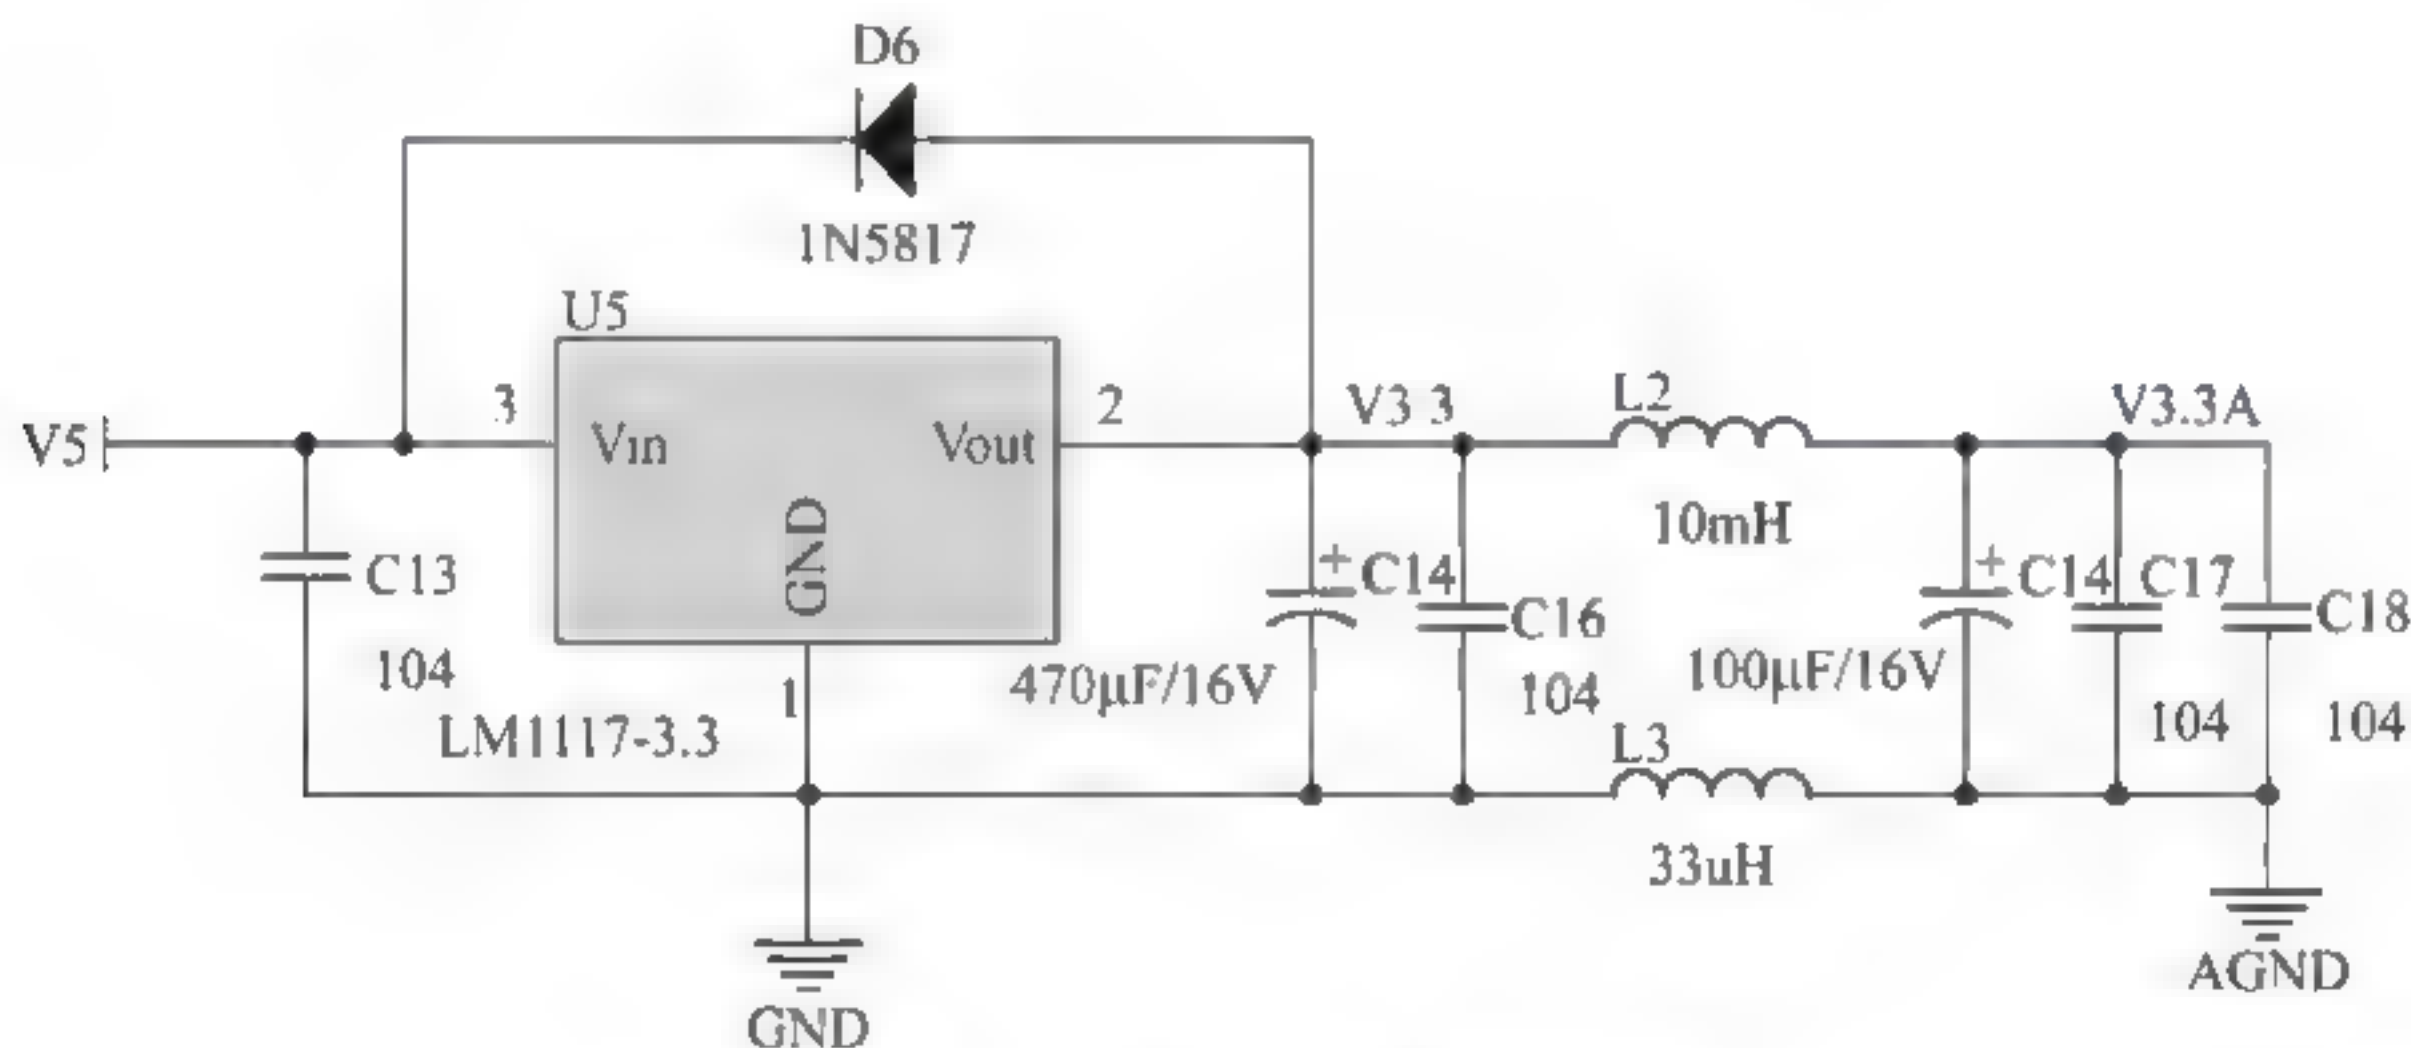 D6
1N5817
U5
3
2
V3 3
L2
V3.3A
V5
Vin
Vout
GND
10mH
C13
C14
C16
C14
C17
C18
104
1
470μF/16V
104
100μF/16V
104
104
LM1117-3.3
L3
33uH
GND
AGND